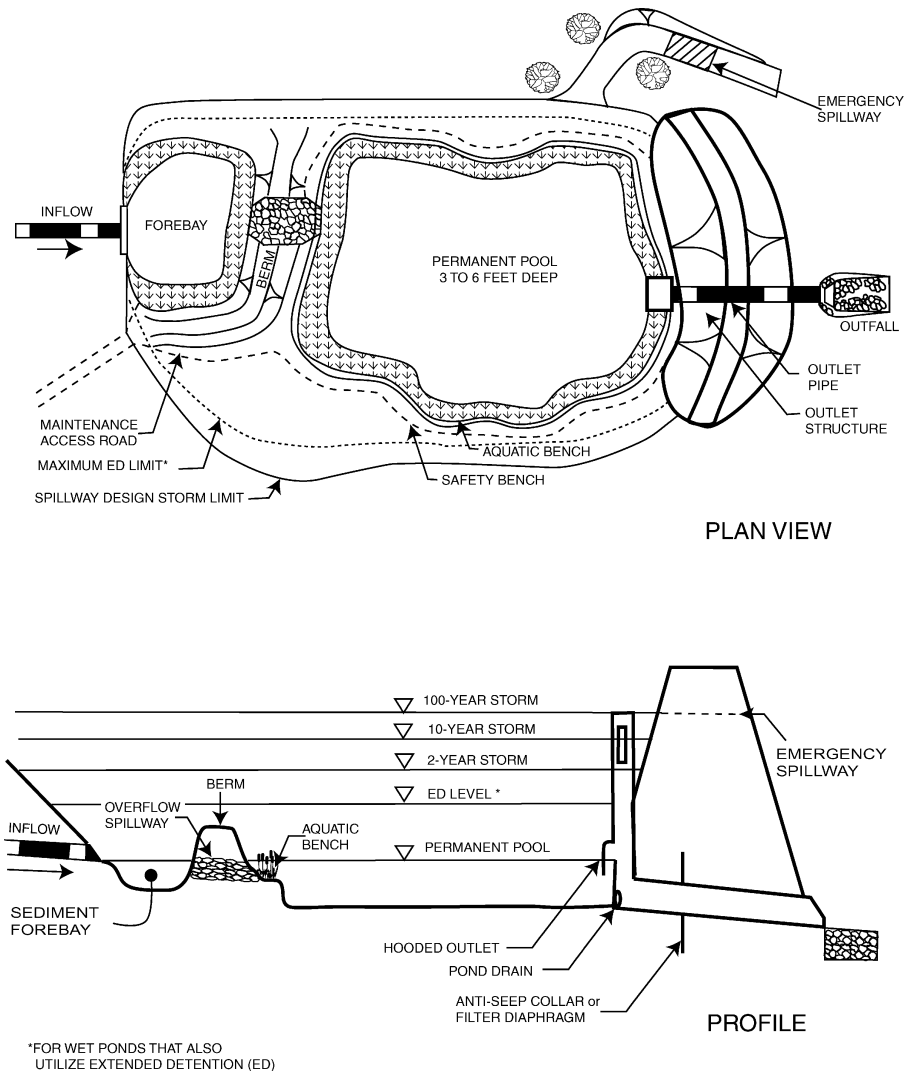 EMERGENCY
SPILLWAY
INFLOW
FOREBAY
BERM
PERMANENT POOL
3 TO 6 FEET DEEP
OUTFALL
OUTLET
PIPE
OUTLET
STRUCTURE
MAINTENANCE
ACCESS ROAD
AQUATIC BENCH
MAXIMUM ED LIMIT*
SAFETY BENCH
SPILLWAY DESIGN STORM LIMIT
PLAN VIEW
100-YEAR STORM
10-YEAR STORM
EMERGENCY
SPILLWAY
2-YEAR STORM
BERM
ED LEVEL *
OVERFLOW
SPILLWAY
INFLOW
AQUATIC
BENCH
PERMANENT POOL
SEDIMENT
FOREBAY
HOODED OUTLET
POND DRAIN
ANTI-SEEP COLLAR or
FILTER DIAPHRAGM
PROFILE
*FOR WET PONDS THAT ALSO
UTILIZE EXTENDED DETENTION (ED)